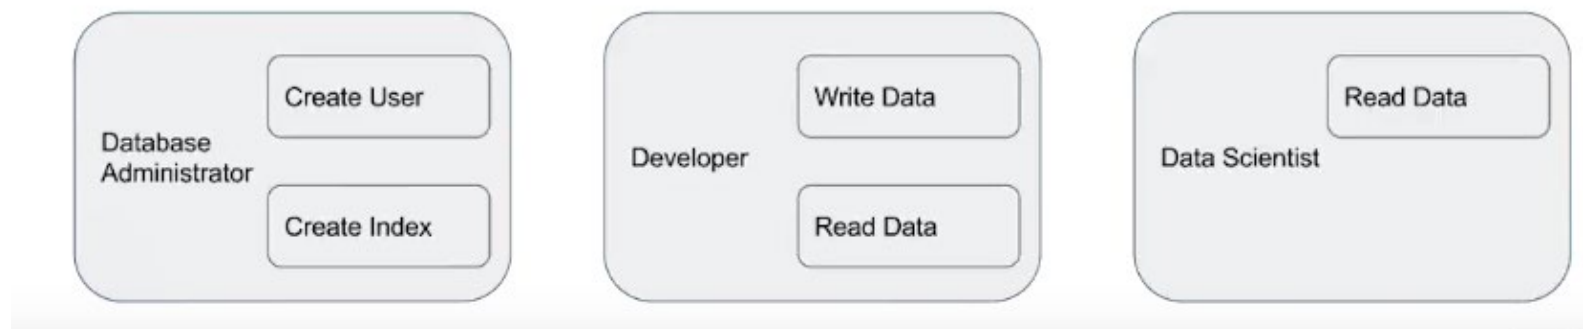 Database
Administrator
Create User
Create Index
Developer
Write Data
Read Data
Data Scientist
Read Data